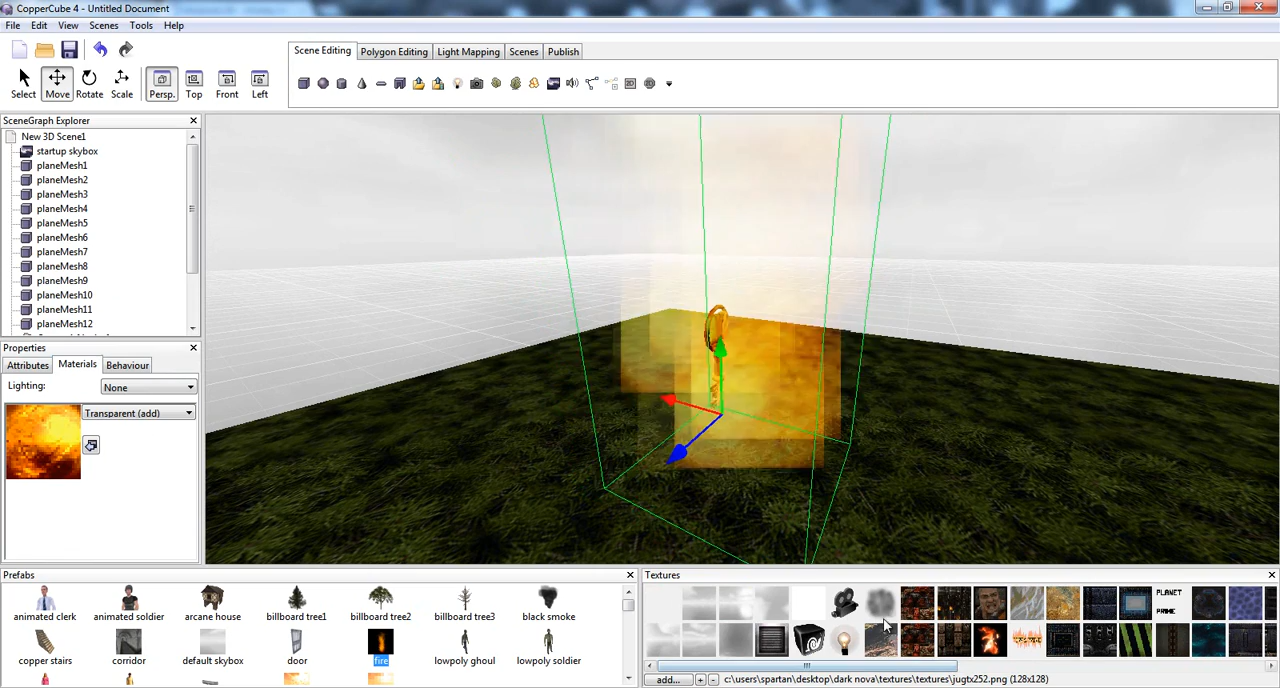 CopperCube 4 - Untitled Document
File Edit View Scenes Tools Help
Scene Editing Polygon Editing Light Mapping Scenes Publish
Select Move Rotate Scale Persp. Top Front Left
SceneGraph Explorer
New 3D Scene1
startup skybox
planeMesh1
planeMesh2
planeMesh3
planeMesh4
planeMesh5
planeMesh6
planeMesh7
planeMesh8
planeMesh9
planeMesh10
planeMesh11
planeMesh12
Properties
Attributes Materials Behaviour
Lighting: None
Transparent (add)
Prefabs
animated clerk animated soldier arcane house billboard tree1 billboard tree2 billboard tree3 black smoke
copper stairs corridor default skybox door fire lowpoly ghoul lowpoly soldier
Textures
PLANET
PRIME
add... + - c:\users\spartan\desktop\dark nova\textures\textures\jugtx252.png (128x128)